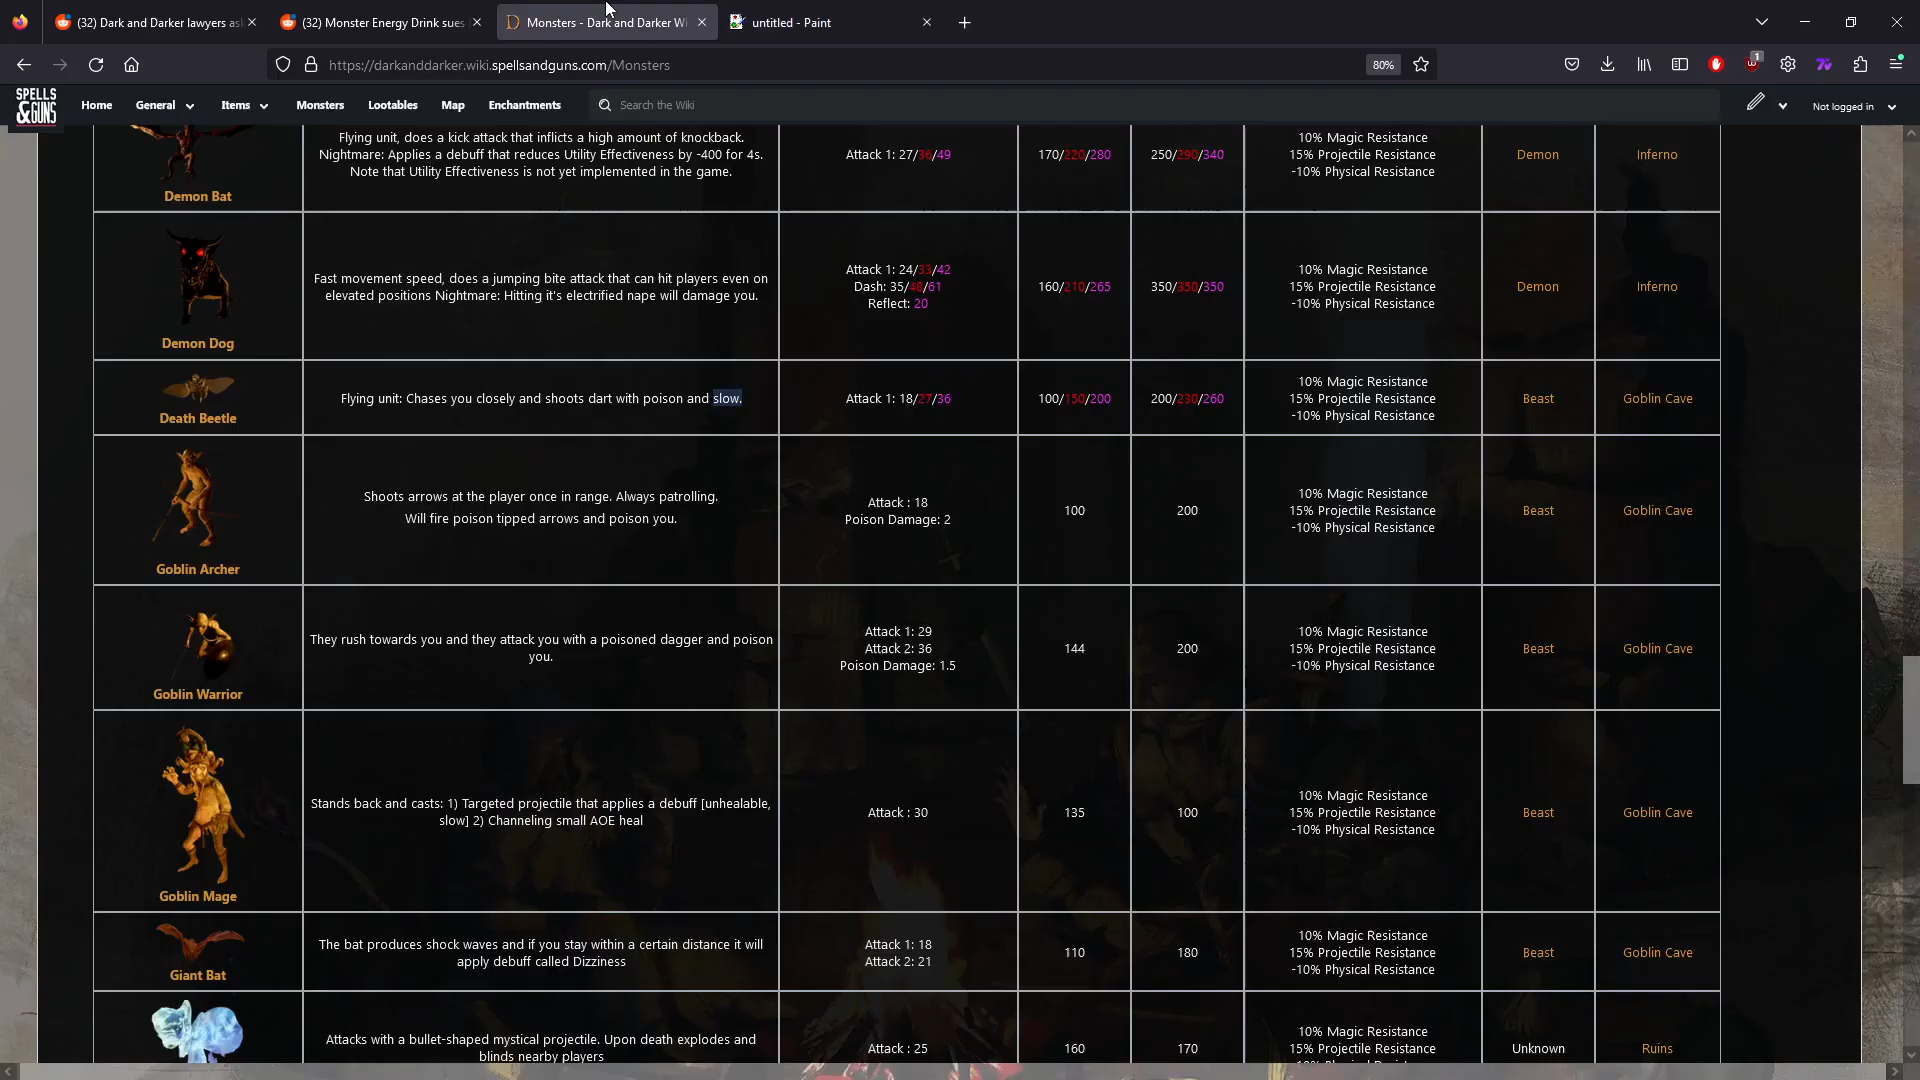 (32) Dark and Darker lawyers as
(32) Monster Energy Drink sues
Monsters - Dark and Darker Wi
untitled - Paint
https://darkanddarker.wiki.spellsandguns.com/Monsters
80%
1
SPELLS
&GUNS
Home
General
Items
Monsters
Lootables
Map
Enchantments
Search the Wiki
Not logged in
Demon Bat
Flying unit, does a kick attack that inflicts a high amount of knockback.
Nightmare: Applies a debuff that reduces Utility Effectiveness by -400 for 4s.
Note that Utility Effectiveness is not yet implemented in the game.
Attack 1: 27/36/49
170/220/280
250/290/340
10% Magic Resistance
15% Projectile Resistance
-10% Physical Resistance
Demon
Inferno
Demon Dog
Fast movement speed, does a jumping bite attack that can hit players even on
elevated positions Nightmare: Hitting it's electrified nape will damage you.
Attack 1: 24/33/42
Dash: 35/48/61
Reflect: 20
160/210/265
350/350/350
10% Magic Resistance
15% Projectile Resistance
-10% Physical Resistance
Demon
Inferno
Death Beetle
Flying unit: Chases you closely and shoots dart with poison and slow.
Attack 1: 18/27/36
100/150/200
200/230/260
10% Magic Resistance
15% Projectile Resistance
-10% Physical Resistance
Beast
Goblin Cave
Goblin Archer
Shoots arrows at the player once in range. Always patrolling.
Will fire poison tipped arrows and poison you.
Attack : 18
Poison Damage: 2
100
200
10% Magic Resistance
15% Projectile Resistance
-10% Physical Resistance
Beast
Goblin Cave
Goblin Warrior
They rush towards you and they attack you with a poisoned dagger and poison
you.
Attack 1: 29
Attack 2: 36
Poison Damage: 1.5
144
200
10% Magic Resistance
15% Projectile Resistance
-10% Physical Resistance
Beast
Goblin Cave
Goblin Mage
Stands back and casts: 1) Targeted projectile that applies a debuff [unhealable,
slow] 2) Channeling small AOE heal
Attack : 30
135
100
10% Magic Resistance
15% Projectile Resistance
-10% Physical Resistance
Beast
Goblin Cave
Giant Bat
The bat produces shock waves and if you stay within a certain distance it will
apply debuff called Dizziness
Attack 1: 18
Attack 2: 21
110
180
10% Magic Resistance
15% Projectile Resistance
-10% Physical Resistance
Beast
Goblin Cave
Attacks with a bullet-shaped mystical projectile. Upon death explodes and
blinds nearby players
Attack : 25
160
170
10% Magic Resistance
15% Projectile Resistance
Unknown
Ruins